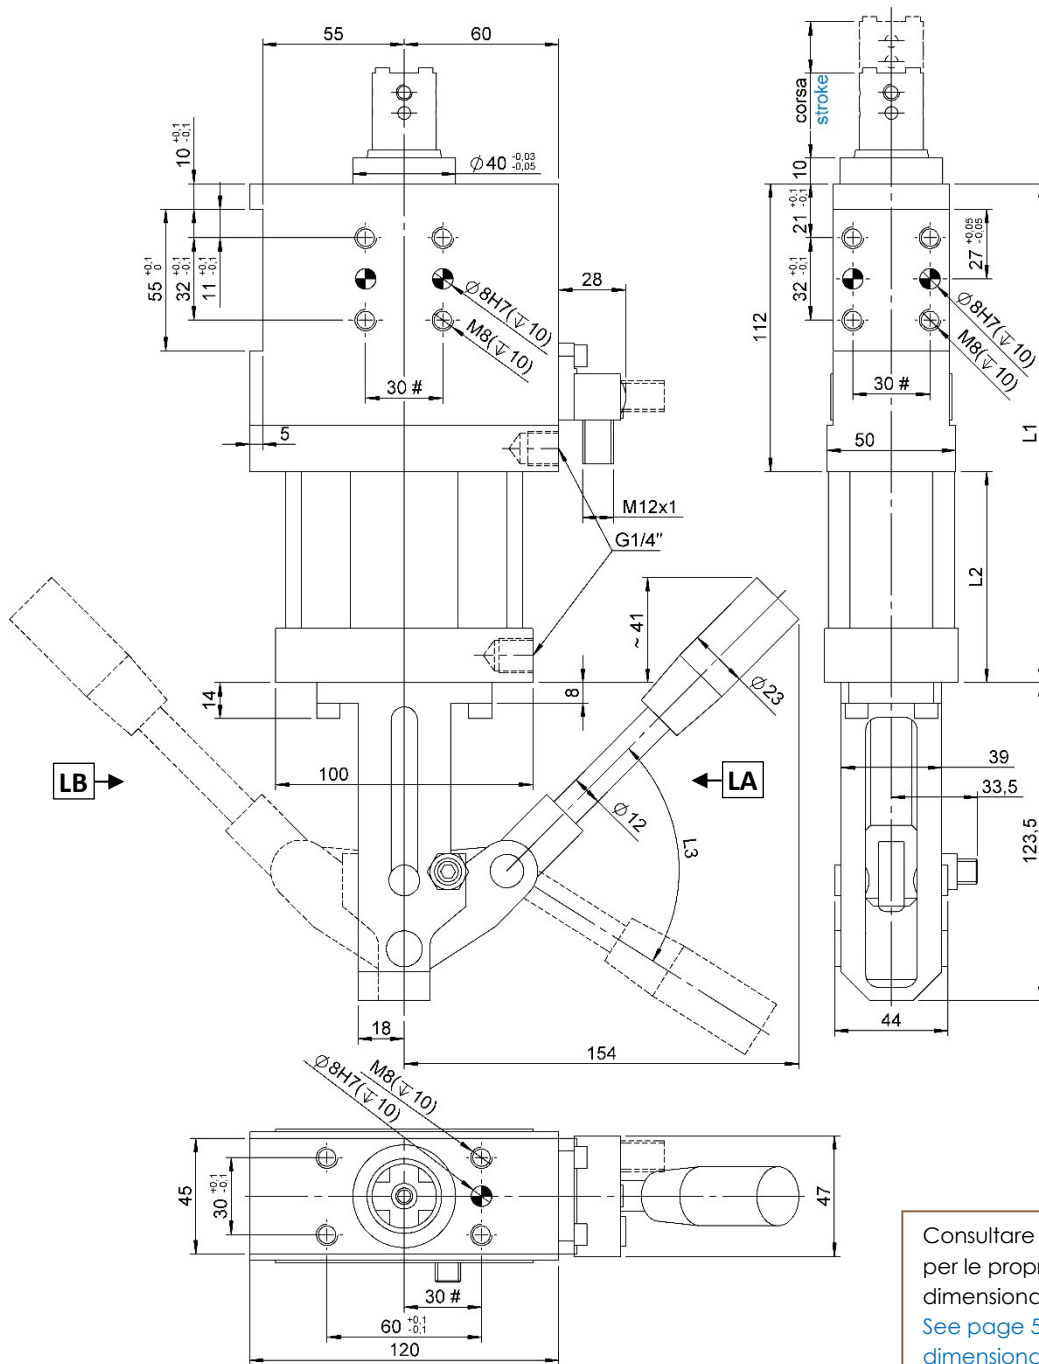 55
60
corsa
stroke
10 +0,1 -0,1
Ø40 -0,03 -0,05
10
21 +0,1 -0,1
55 +0,1 0
32 +0,1 -0,1
11 +0,1 -0,1
28
112
32 +0,1 -0,1
27 +0,05 -0,05
Ø8H7(↧10)
M8(↧10)
Ø8H7(↧10)
M8(↧10)
30 #
30 #
L1
5
50
M12x1
G1/4"
L2
~ 41
14
8
Ø23
LB
100
LA
39
Ø12
33,5
L3
123,5
18
44
154
Ø8H7(↧10)
M8(↧10)
45
30 +0,1 -0,1
47
30 #
60 +0,1 -0,1
120
Consultare
per le
dimensiona
See page 5
dimensiona